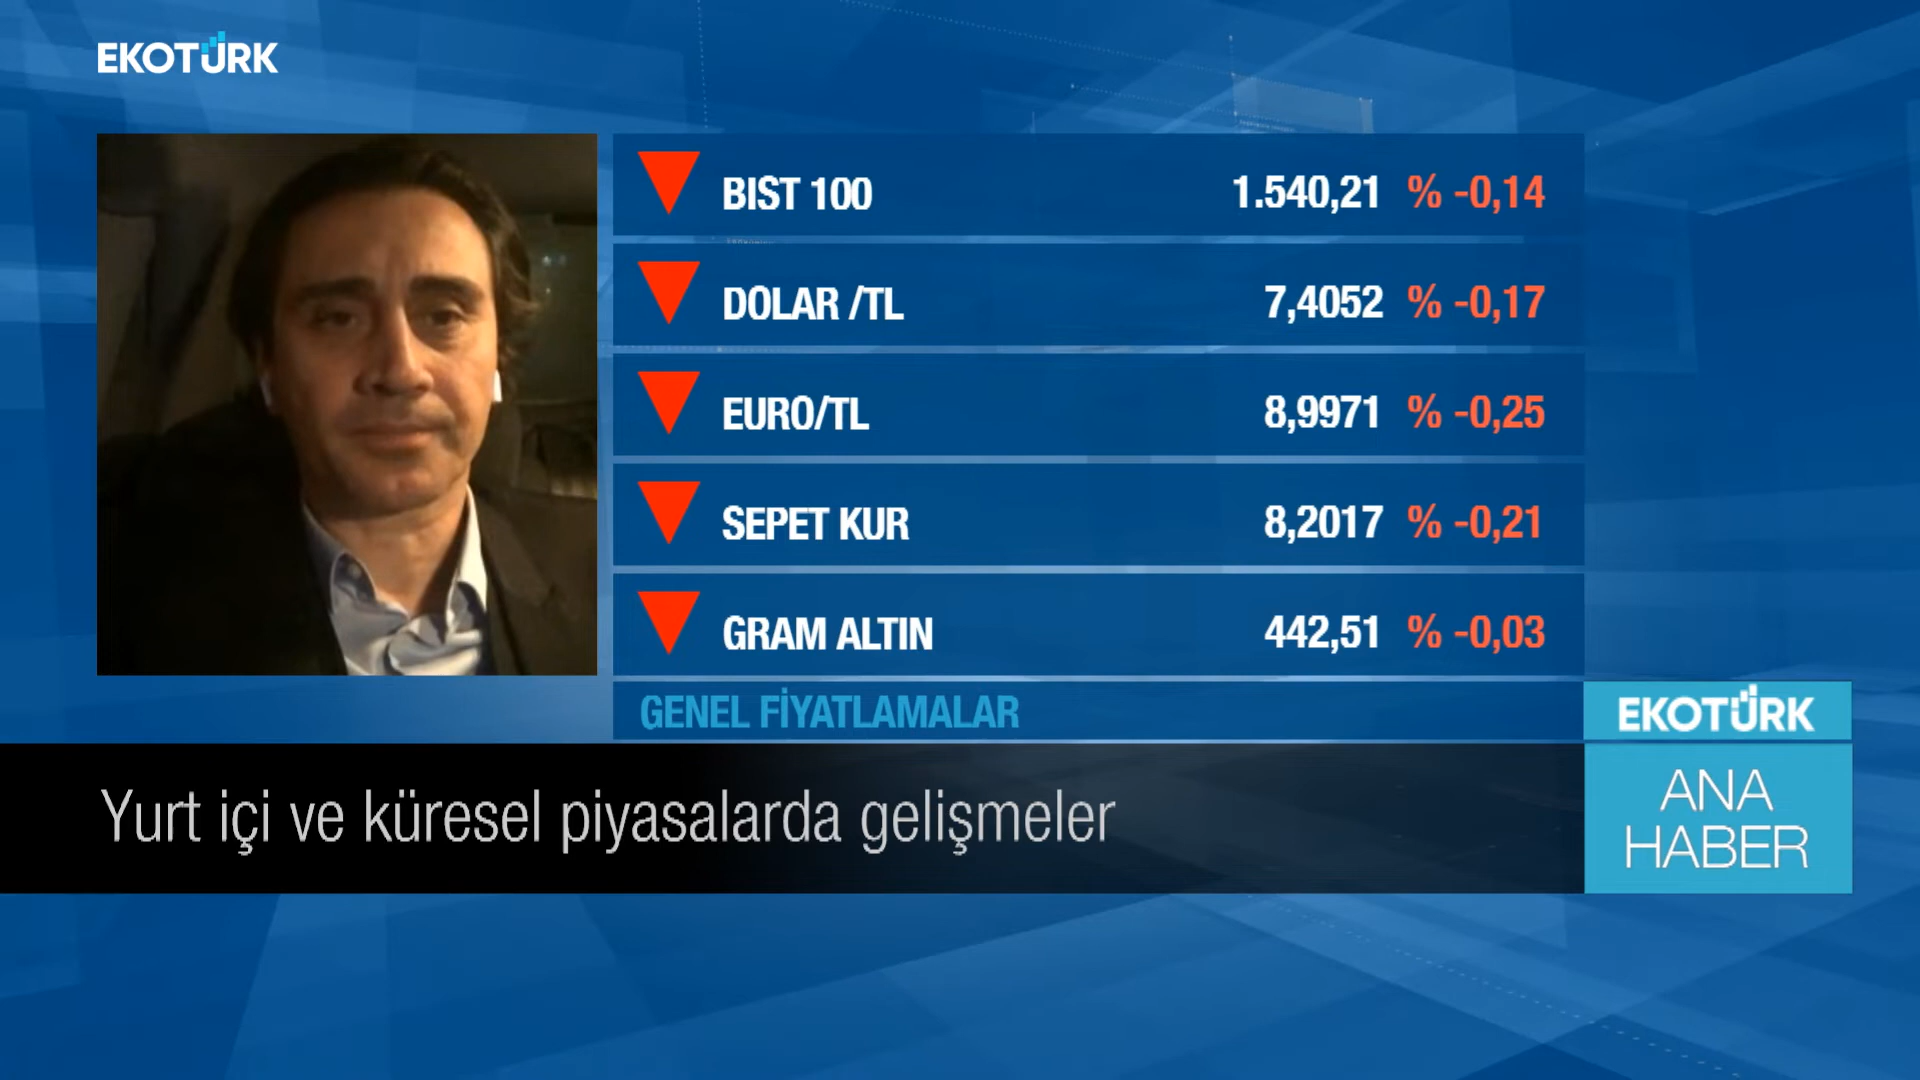 EKOTÜRK
BIST 100 1.540,21 % -0,14
DOLAR /TL 7,4052 % -0,17
EURO/TL 8,9971 % -0,25
SEPET KUR 8,2017 % -0,21
GRAM ALTIN 442,51 % -0,03
GENEL FİYATLAMALAR
EKOTÜRK
Yurt içi ve küresel piyasalarda gelişmeler
ANA
HABER